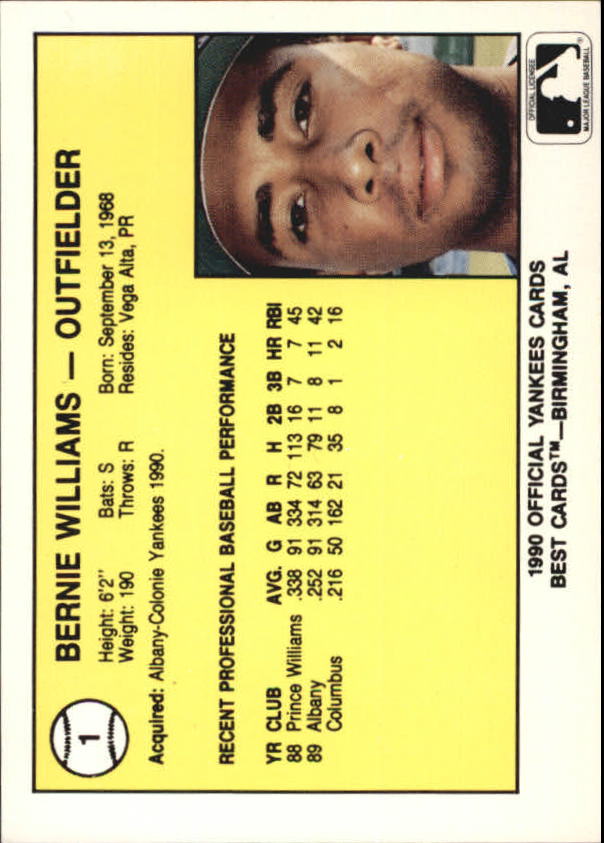 1
BERNIE WILLIAMS — OUTFIELDER
Height: 6'2" Bats: S Born: September 13, 1968
Weight: 190 Throws: R Resides: Vega Alta, PR
Acquired: Albany-Colonie Yankees 1990.
RECENT PROFESSIONAL BASEBALL PERFORMANCE
YR CLUB AVG. G AB R H 2B 3B HR RBI
88 Prince Williams .338 91 334 72 113 16 7 7 45
89 Albany .252 91 314 63 79 11 8 11 42
Columbus .216 50 162 21 35 8 1 2 16
1990 OFFICIAL YANKEES CARDS
BEST CARDS™—BIRMINGHAM, AL
OFFICIAL LICENSEE
®
MAJOR LEAGUE BASEBALL